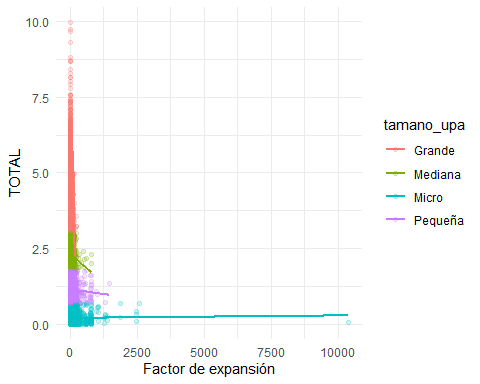 10.0
7.5
5.0
2.5
0.0
TOTAL
0
2500
5000
7500
10000
Factor de expansión
tamano_upa
Grande
Mediana
Micro
Pequeña